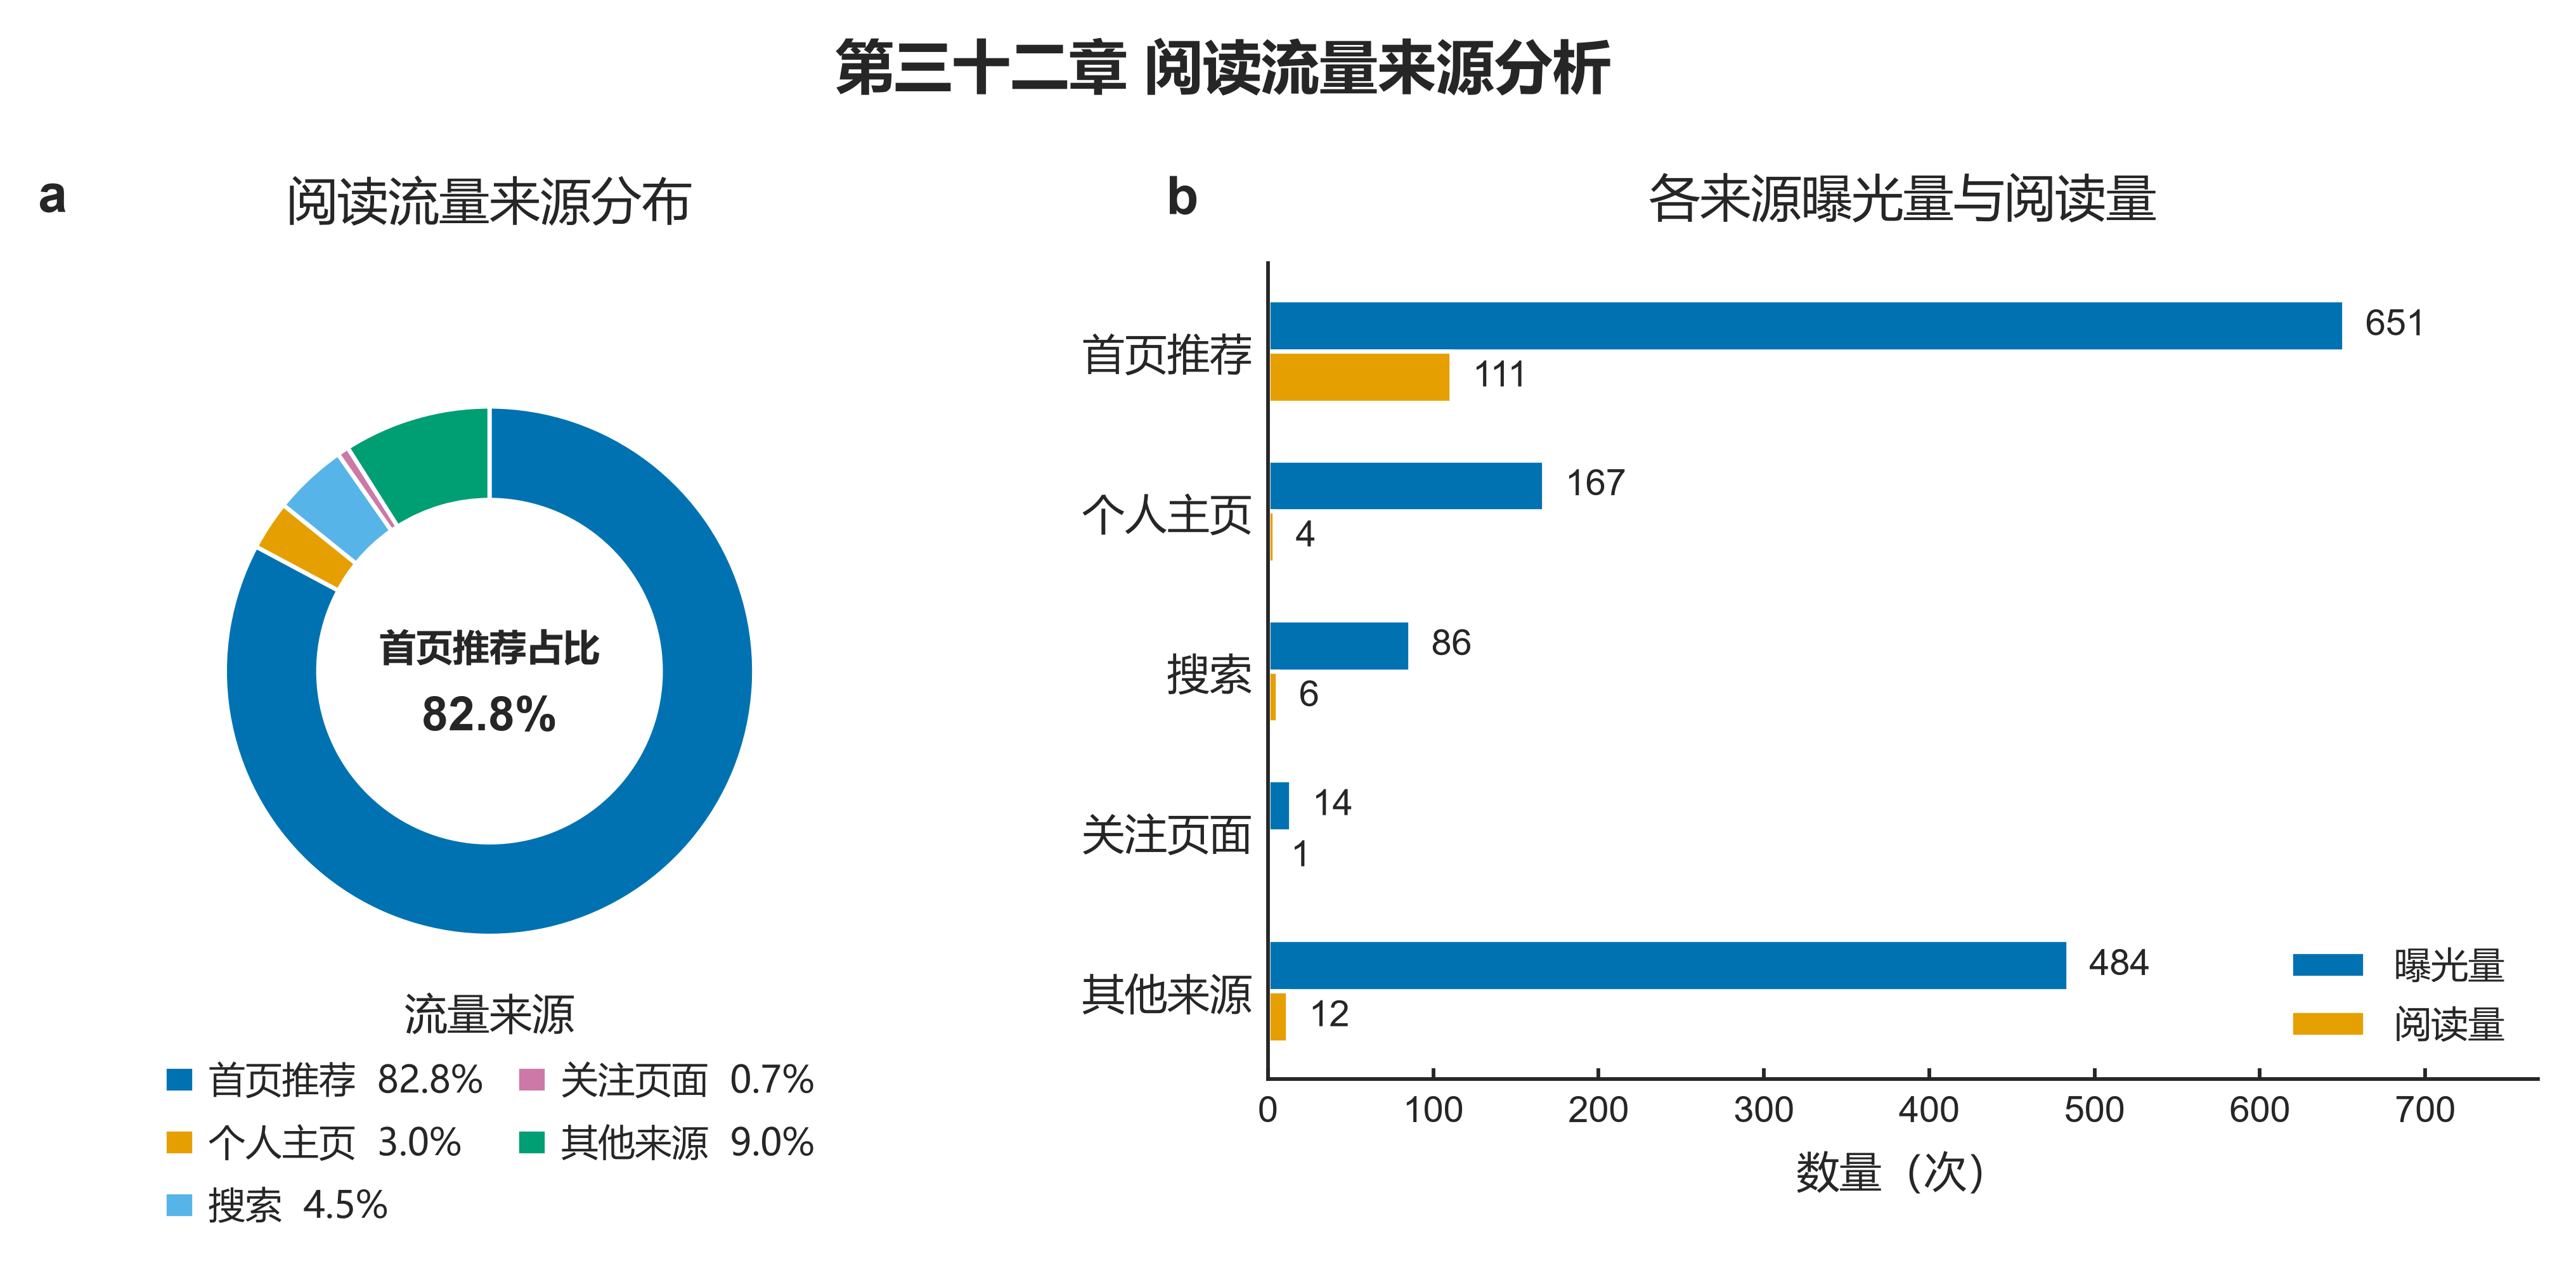 第三十二章 阅读流量来源分析
a
阅读流量来源分布
首页推荐占比
82.8%
流量来源
首页推荐 82.8%
个人主页 3.0%
搜索 4.5%
关注页面 0.7%
其他来源 9.0%
b
各来源曝光量与阅读量
首页推荐
651
111
个人主页
167
4
搜索
86
6
关注页面
14
1
其他来源
484
12
曝光量
阅读量
0 100 200 300 400 500 600 700
数量（次）